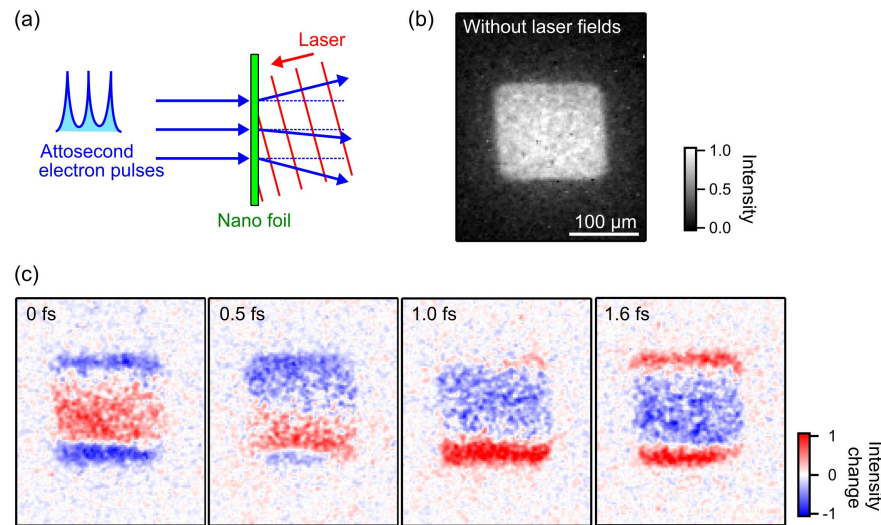 (a)
Laser
Attosecond
electron pulses
Nano foil
(b)
Without laser fields
100 µm
1.0
0.5
0.0
Intensity
(c)
0 fs
0.5 fs
1.0 fs
1.6 fs
1
0
-1
Intensity
change